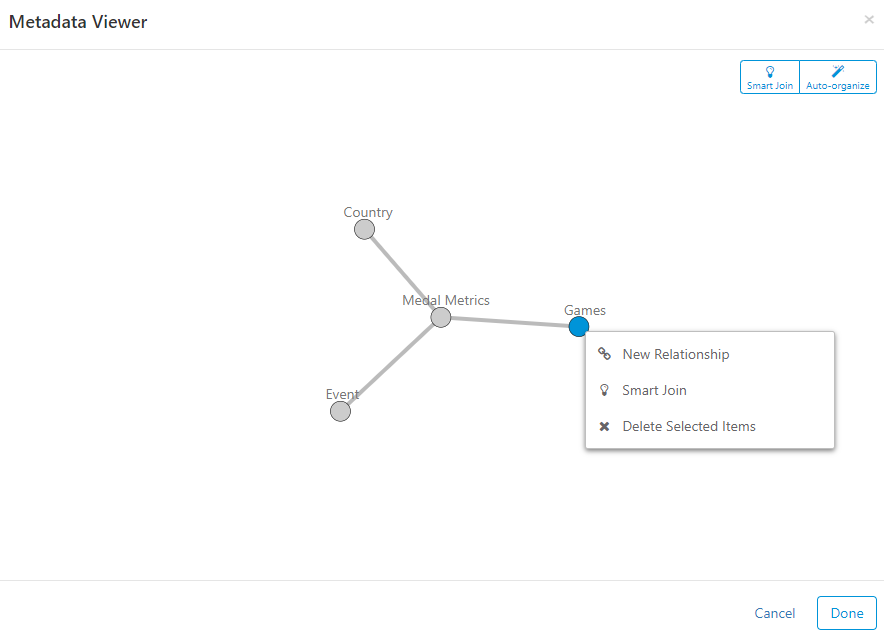 Metadata Viewer
×
Smart Join
Auto-organize
Country
Medal Metrics
Games
New Relationship
Smart Join
Event
Delete Selected Items
Cancel
Done